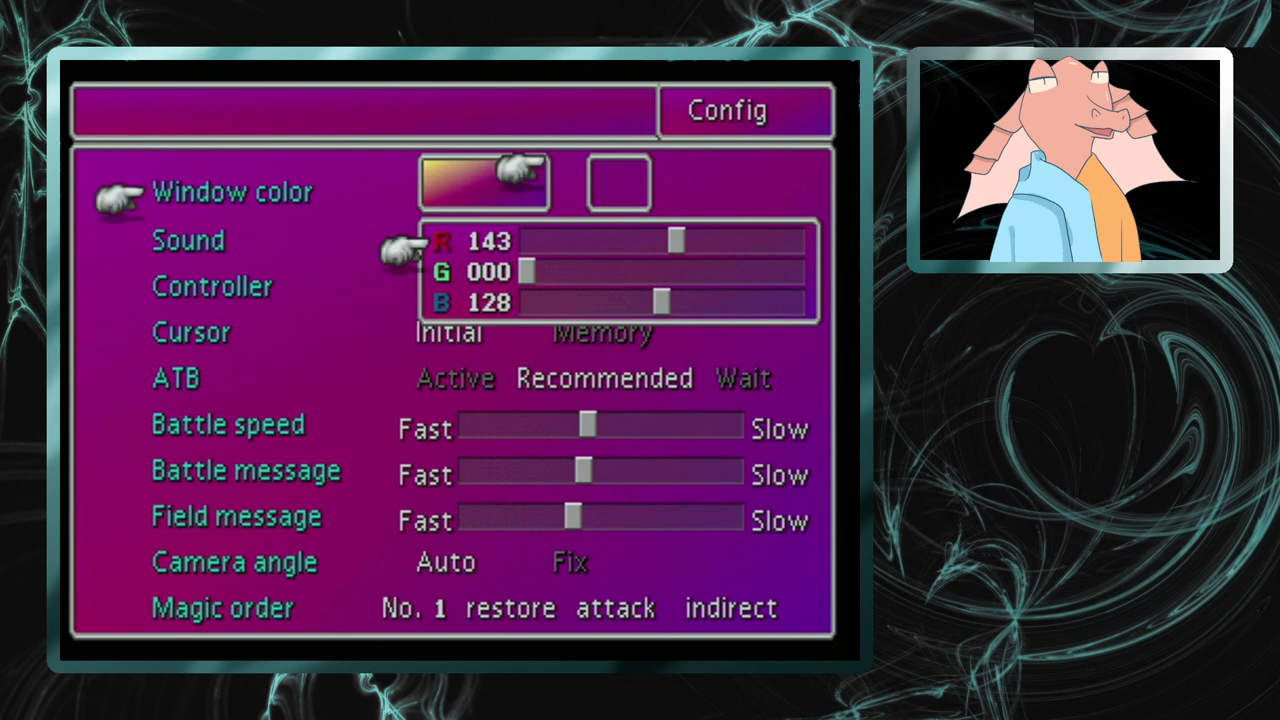 Config
Window color
R 143
G 000
B 128
Sound
Controller
Cursor Initial Memory
ATB Active Recommended Wait
Battle speed Fast Slow
Battle message Fast Slow
Field message Fast Slow
Camera angle Auto Fix
Magic order No. 1 restore attack indirect